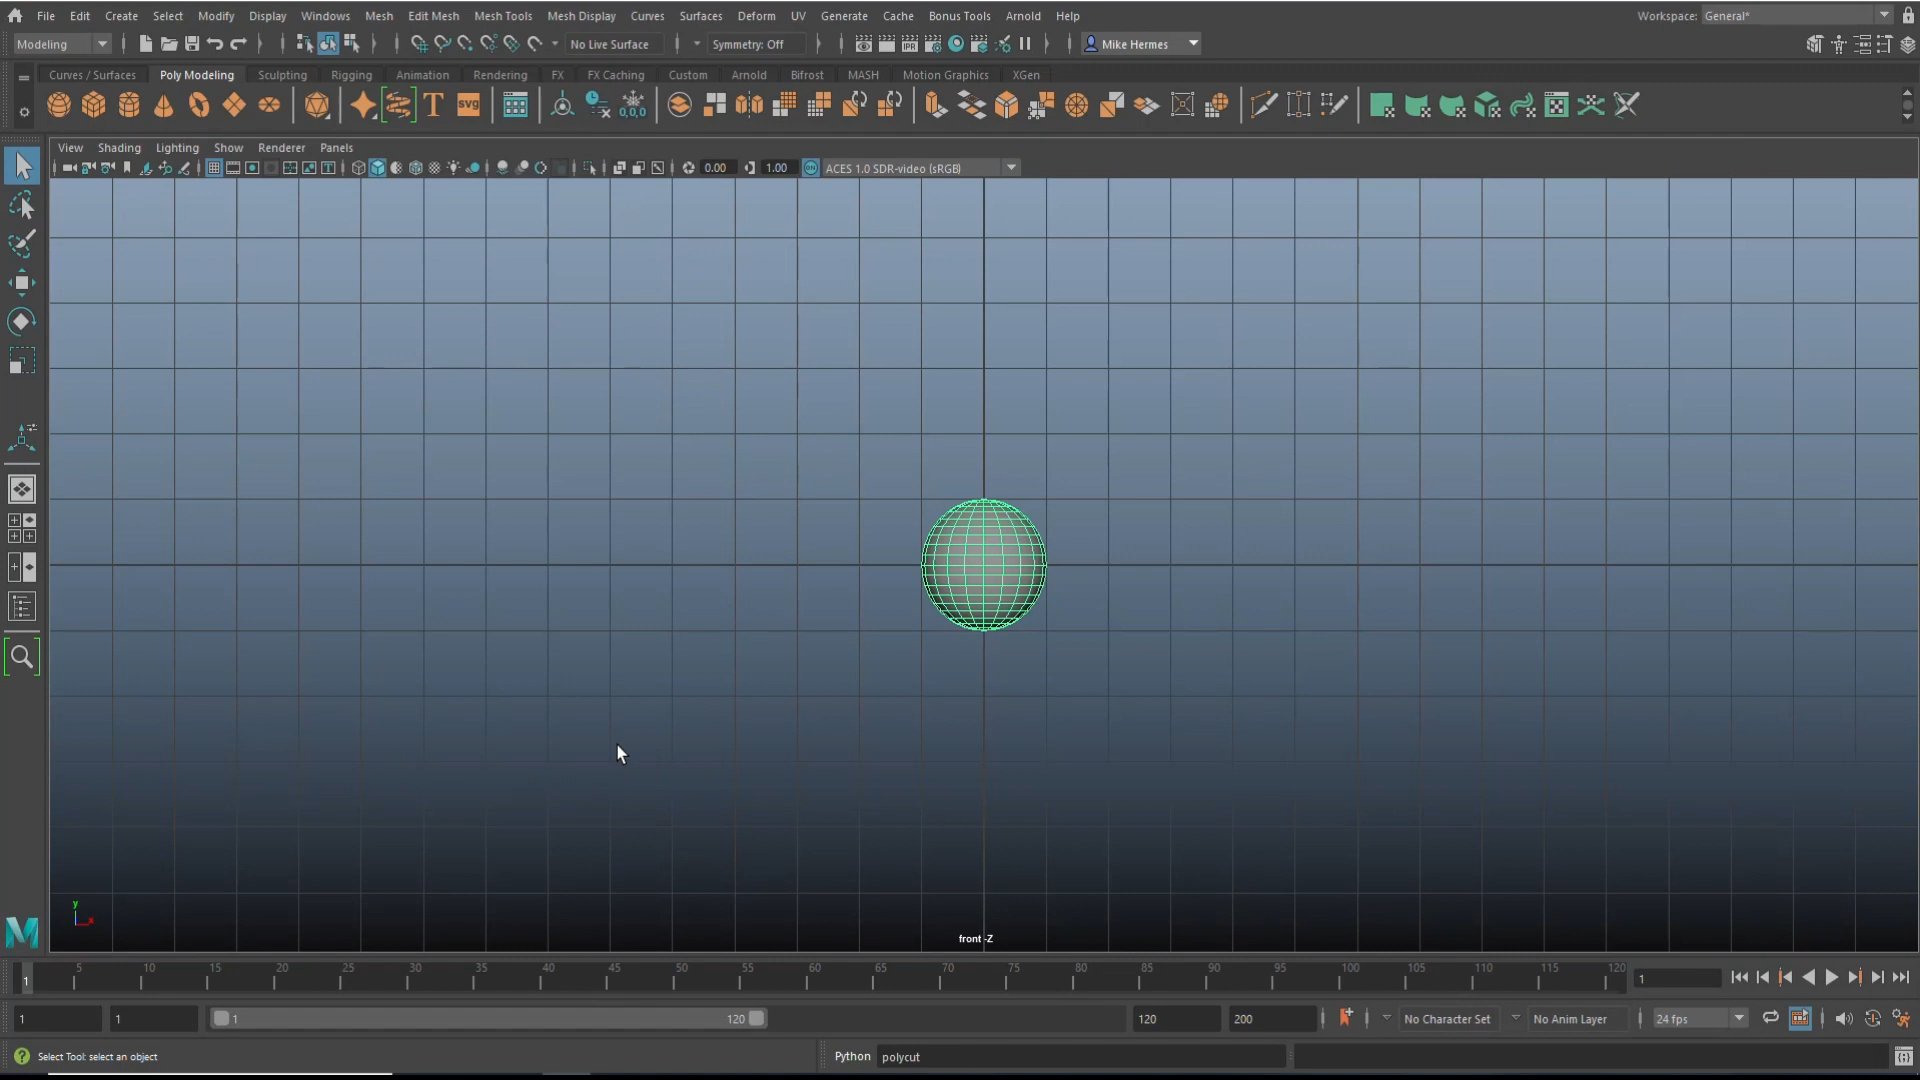 File Edit Create Select Modify Display Windows Mesh Edit Mesh Mesh Tools Mesh Display Curves Surfaces Deform UV Generate Cache Bonus Tools Arnold Help Workspace: General*
Modeling No Live Surface Symmetry: Off IPR Mike Hermes
Curves / Surfaces Poly Modeling Sculpting Rigging Animation Rendering FX FX Caching Custom Arnold Bifrost MASH Motion Graphics XGen
T SVG 0,0,0
View Shading Lighting Show Renderer Panels
0.00 1.00 ACES 1.0 SDR-video (sRGB)
y
x
front -Z
1 5 10 15 20 25 30 35 40 45 50 55 60 65 70 75 80 85 90 95 100 105 110 115 120 1
1 1 1 120 120 200 No Character Set No Anim Layer 24 fps
Select Tool: select an object Python polycut